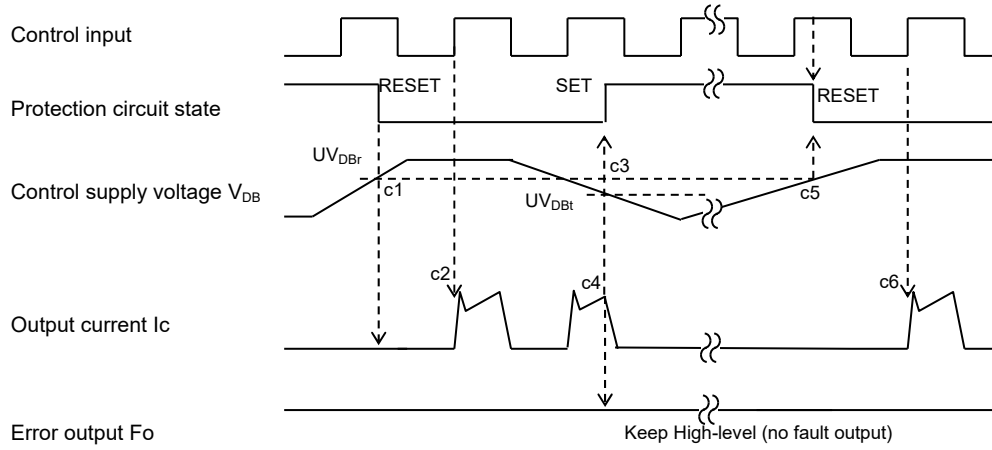 Control input
Protection circuit state
RESET
SET
RESET
UVDBr
c3
c1
c5
Control supply voltage VDB
UVDBt
c2
c4
c6
Output current Ic
Error output Fo
Keep High-level (no fault output)